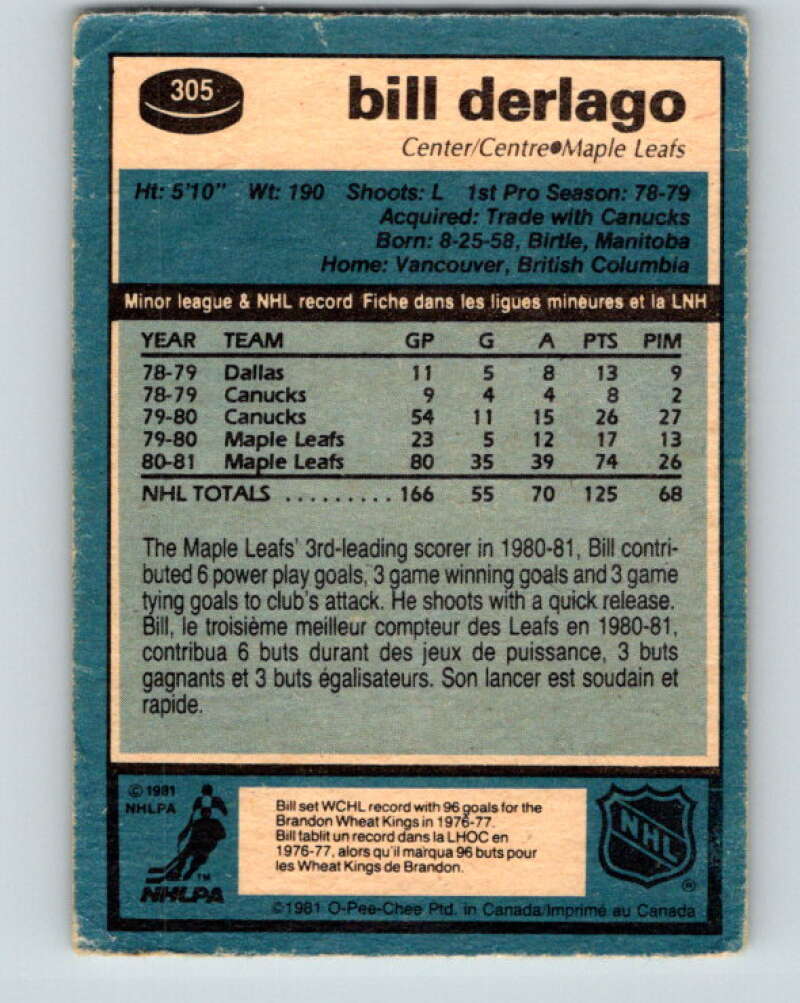 305
bill derlago
Center/Centre●Maple Leafs
Ht: 5'10" Wt: 190 Shoots: L 1st Pro Season: 78-79
Acquired: Trade with Canucks
Born: 8-25-58, Birtle, Manitoba
Home: Vancouver, British Columbia
Minor league & NHL record Fiche dans les ligues mineures et la LNH
YEAR TEAM GP G A PTS PIM
78-79 Dallas 11 5 8 13 9
78-79 Canucks 9 4 4 8 2
79-80 Canucks 54 11 15 26 27
79-80 Maple Leafs 23 5 12 17 13
80-81 Maple Leafs 80 35 39 74 26
NHL TOTALS .......... 166 55 70 125 68
The Maple Leafs' 3rd-leading scorer in 1980-81, Bill contri-
buted 6 power play goals, 3 game winning goals and 3 game
tying goals to club's attack. He shoots with a quick release.
Bill, le troisième meilleur compteur des Leafs en 1980-81,
contribua 6 buts durant des jeux de puissance, 3 buts
gagnants et 3 buts égalisateurs. Son lancer est soudain et
rapide.
© 1981
NHLPA
TM
NHLPA
Bill set WCHL record with 96 goals for the
Brandon Wheat Kings in 1976-77.
Bill tablit un record dans la LHOC en
1976-77, alors qu'il marqua 96 buts pour
les Wheat Kings de Brandon.
NHL
®
©1981 O-Pee-Chee Ptd. in Canada/Imprimé au Canada